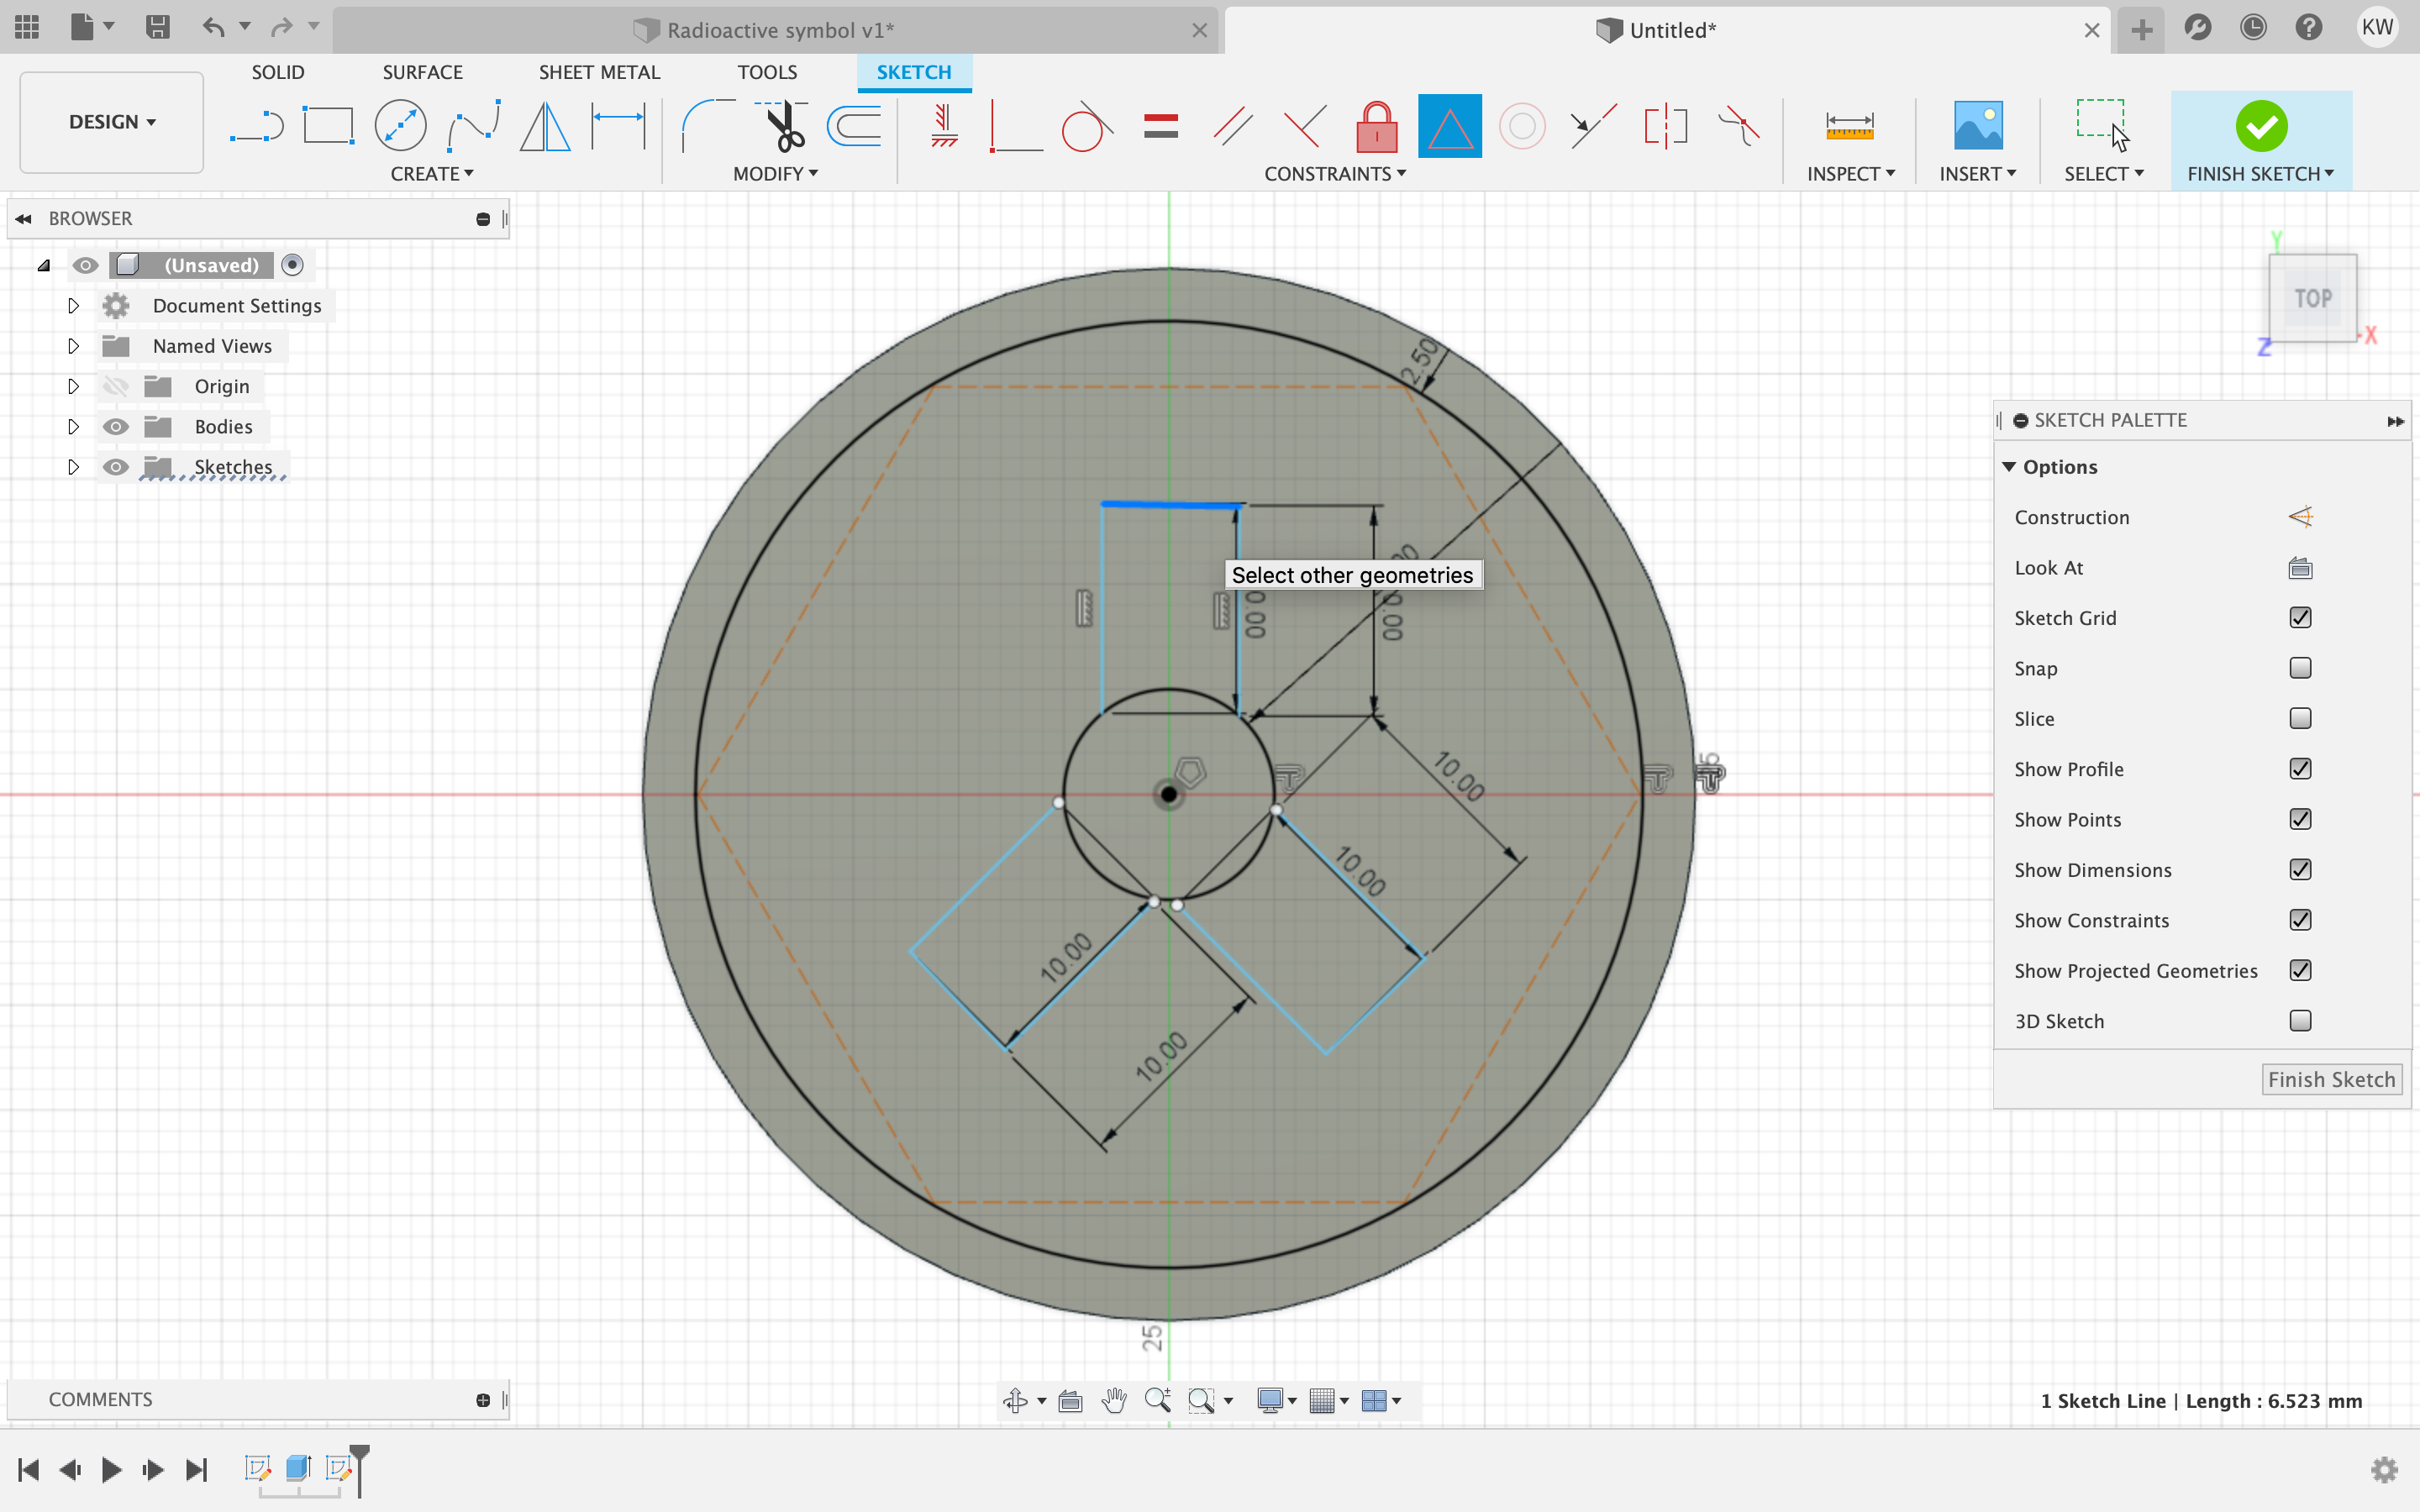 Radioactive symbol v1*
Untitled*
KW
DESIGN
SOLID
SURFACE
SHEET METAL
TOOLS
SKETCH
CREATE
MODIFY
CONSTRAINTS
INSPECT
INSERT
SELECT
FINISH SKETCH
BROWSER
(Unsaved)
Document Settings
Named Views
Origin
Bodies
Sketches
Y
TOP
Z
X
2.50
Select other geometries
10.00
10.00
10.00
10.00
25
SKETCH PALETTE
Options
Construction
Look At
Sketch Grid
Snap
Slice
Show Profile
Show Points
Show Dimensions
Show Constraints
Show Projected Geometries
3D Sketch
Finish Sketch
COMMENTS
1 Sketch Line | Length : 6.523 mm